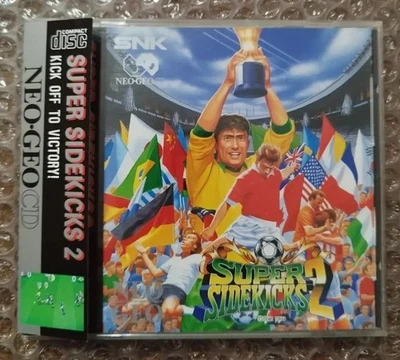 COMPACT
disc
SUPER SIDEKICKS 2
KICK OFF TO VICTORY!
NEO•GEO CD
SNK
NEO•GEO
SUPER
SIDEKICKS 2